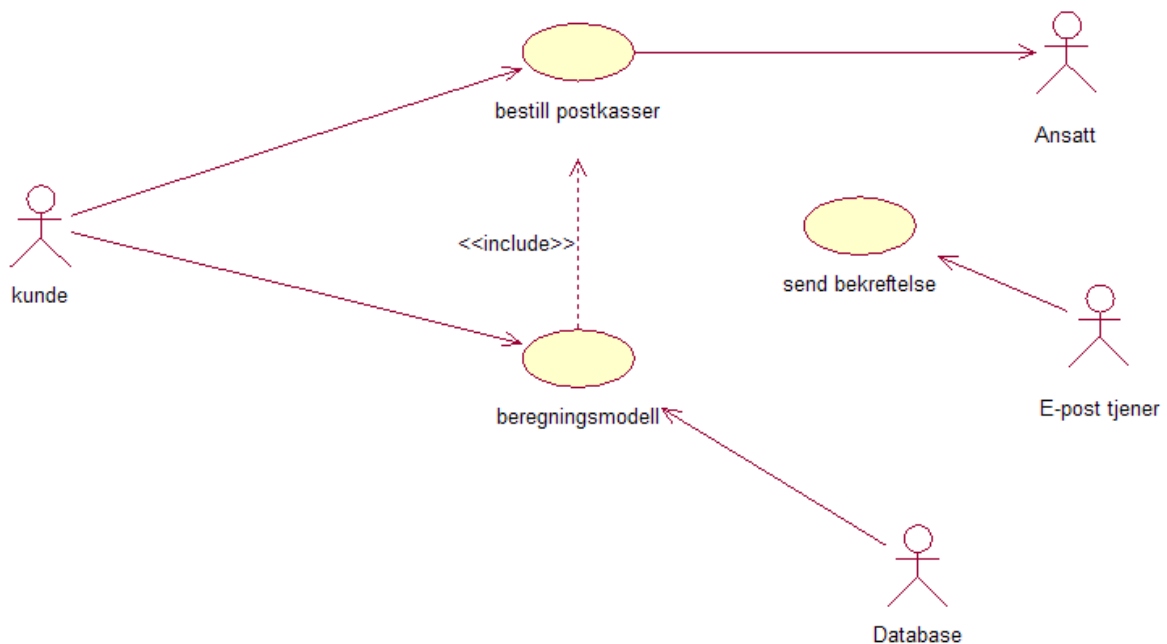 bestill postkasser
Ansatt
<<include>>
send bekreftelse
kunde
E-post tjener
beregningsmodell
Database